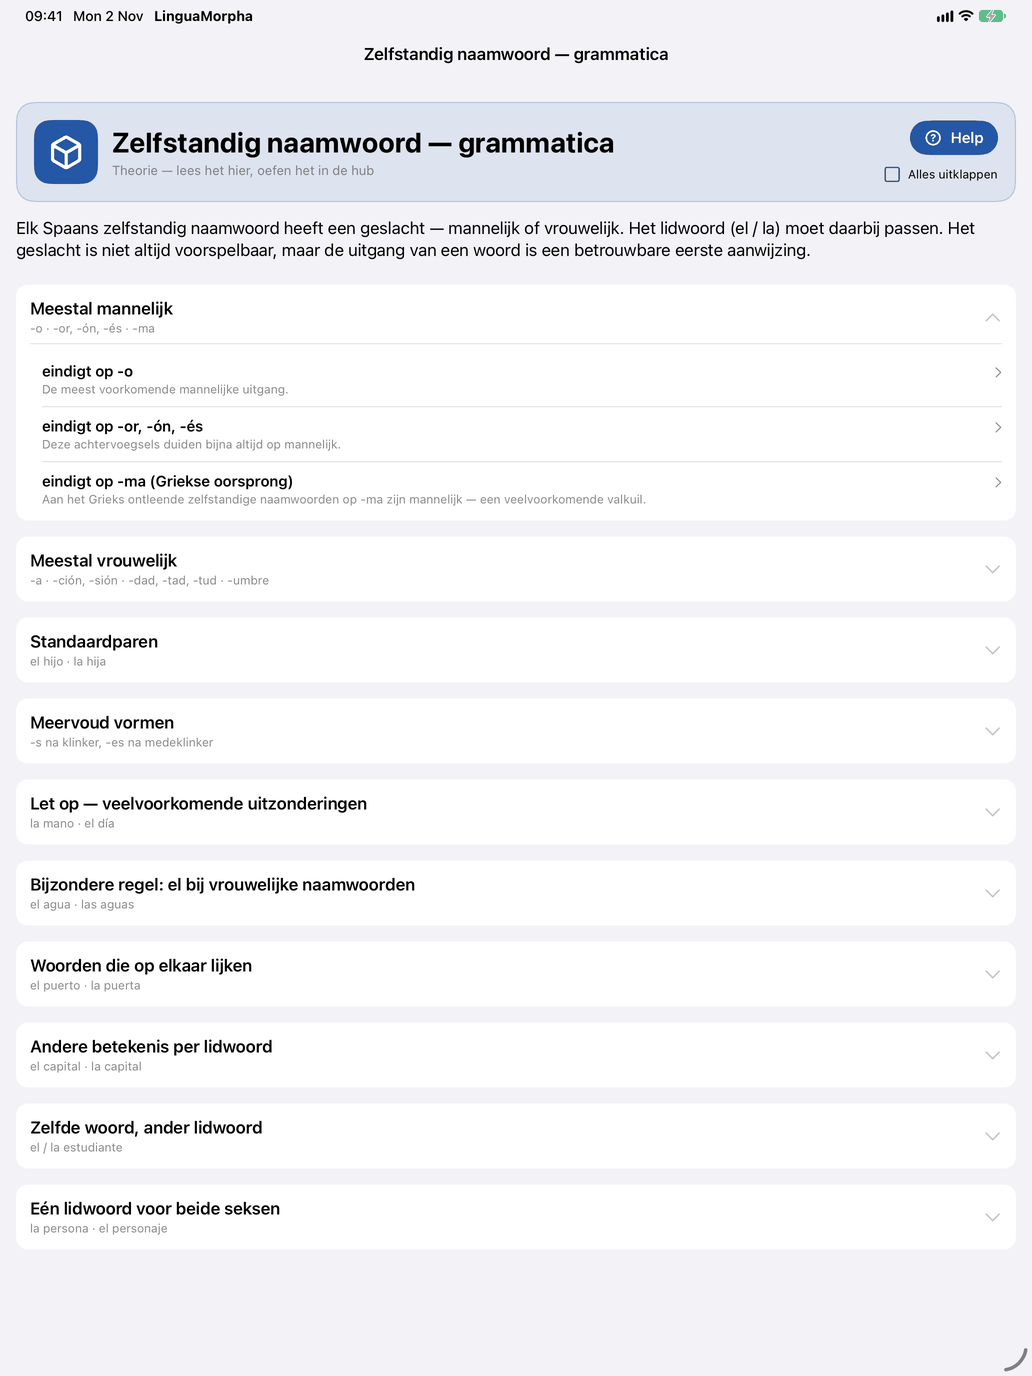 09:41 Mon 2 Nov LinguaMorpha
Zelfstandig naamwoord — grammatica
Zelfstandig naamwoord — grammatica
Theorie — lees het hier, oefen het in de hub
Help
Alles uitklappen
Elk Spaans zelfstandig naamwoord heeft een geslacht — mannelijk of vrouwelijk. Het lidwoord (el / la) moet daarbij passen. Het
geslacht is niet altijd voorspelbaar, maar de uitgang van een woord is een betrouwbare eerste aanwijzing.
Meestal mannelijk
-o · -or, -ón, -és · -ma
eindigt op -o
De meest voorkomende mannelijke uitgang.
eindigt op -or, -ón, -és
Deze achtervoegsels duiden bijna altijd op mannelijk.
eindigt op -ma (Griekse oorsprong)
Aan het Grieks ontleende zelfstandige naamwoorden op -ma zijn mannelijk — een veelvoorkomende valkuil.
Meestal vrouwelijk
-a · -ción, -sión · -dad, -tad, -tud · -umbre
Standaardparen
el hijo · la hija
Meervoud vormen
-s na klinker, -es na medeklinker
Let op — veelvoorkomende uitzonderingen
la mano · el día
Bijzondere regel: el bij vrouwelijke naamwoorden
el agua · las aguas
Woorden die op elkaar lijken
el puerto · la puerta
Andere betekenis per lidwoord
el capital · la capital
Zelfde woord, ander lidwoord
el / la estudiante
Eén lidwoord voor beide seksen
la persona · el personaje